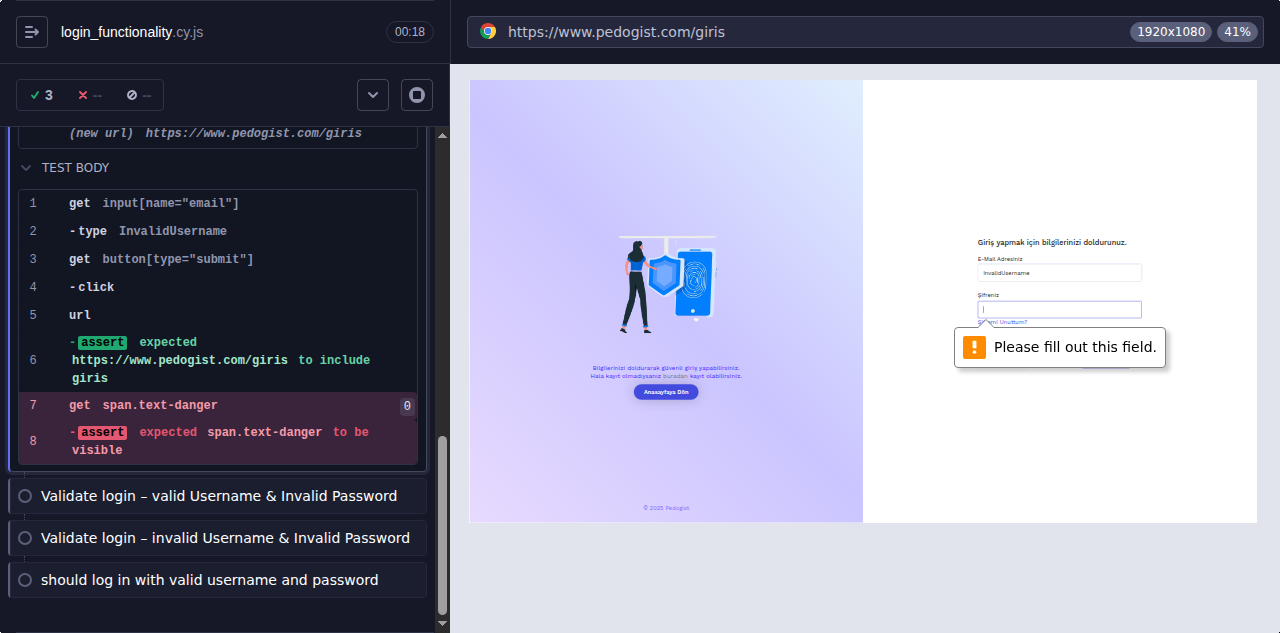 login_functionality.cy.js
00:18
3
--
--
(new url) https://www.pedogist.com/giris
TEST BODY
1 get input[name="email"]
2 -type InvalidUsername
3 get button[type="submit"]
4 -click
5 url
6 -assert expected
https://www.pedogist.com/giris to include
giris
7 get span.text-danger 0
8 -assert expected span.text-danger to be
visible
Validate login – valid Username & Invalid Password
Validate login – invalid Username & Invalid Password
should log in with valid username and password
https://www.pedogist.com/giris
1920x1080 41%
Bilgilerinizi doldurarak güvenli giriş yapabilirsiniz.
Hala kayıt olmadıysanız buradan kayıt olabilirsiniz.
Anasayfaya Dön
© 2025 Pedogist
Giriş yapmak için bilgilerinizi doldurunuz.
E-Mail Adresiniz
InvalidUsername
Şifreniz
Unuttum?
Please fill out this field.